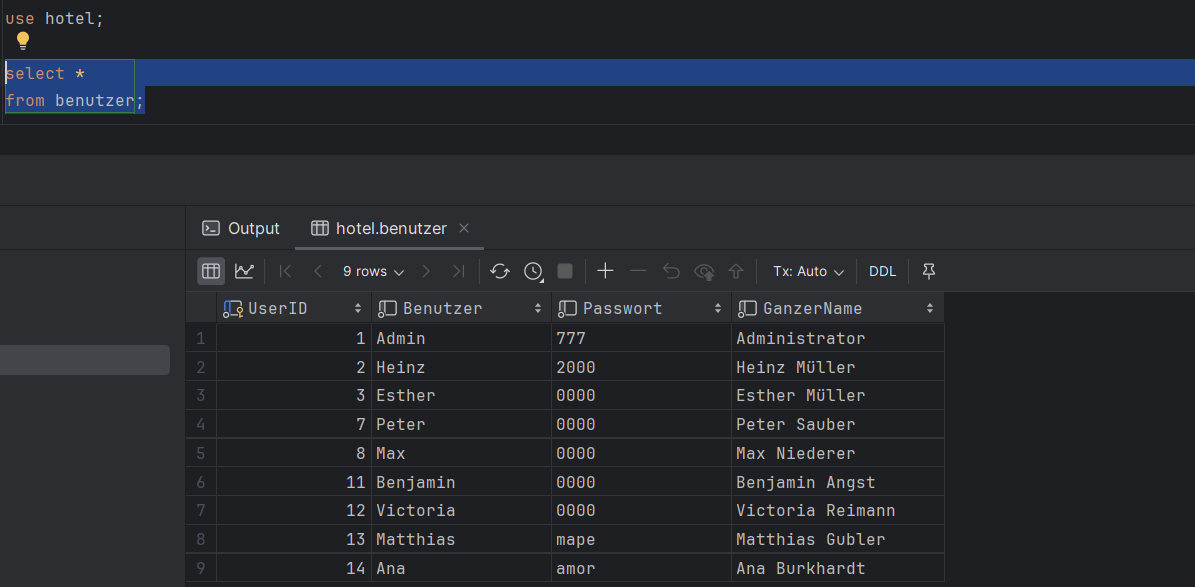 use hotel;
select *
from benutzer;
Output hotel.benutzer
9 rows Tx: Auto DDL
UserID Benutzer Passwort GanzerName
1 1 Admin 777 Administrator
2 2 Heinz 2000 Heinz Müller
3 3 Esther 0000 Esther Müller
4 7 Peter 0000 Peter Sauber
5 8 Max 0000 Max Niederer
6 11 Benjamin 0000 Benjamin Angst
7 12 Victoria 0000 Victoria Reimann
8 13 Matthias mape Matthias Gubler
9 14 Ana amor Ana Burkhardt